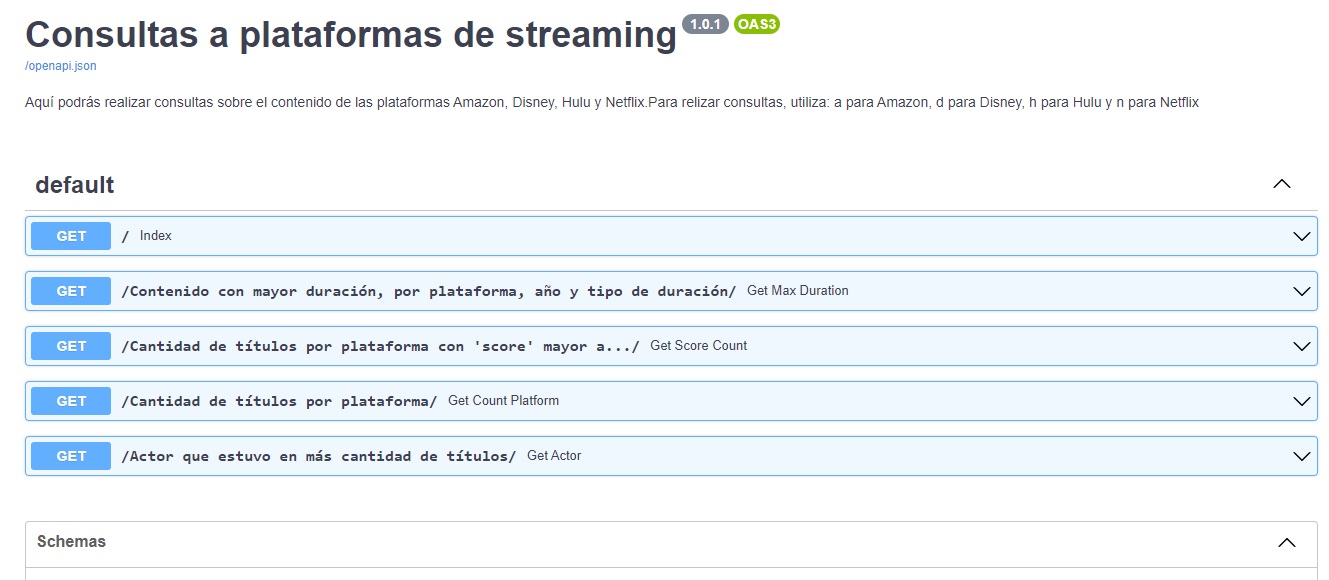 Consultas a plataformas de streaming 1.0.1 OAS3
/openapi.json
Aquí podrás realizar consultas sobre el contenido de las plataformas Amazon, Disney, Hulu y Netflix.Para relizar consultas, utiliza: a para Amazon, d para Disney, h para Hulu y n para Netflix
default
GET / Index
GET /Contenido con mayor duración, por plataforma, año y tipo de duración/ Get Max Duration
GET /Cantidad de títulos por plataforma con 'score' mayor a.../ Get Score Count
GET /Cantidad de títulos por plataforma/ Get Count Platform
GET /Actor que estuvo en más cantidad de títulos/ Get Actor
Schemas